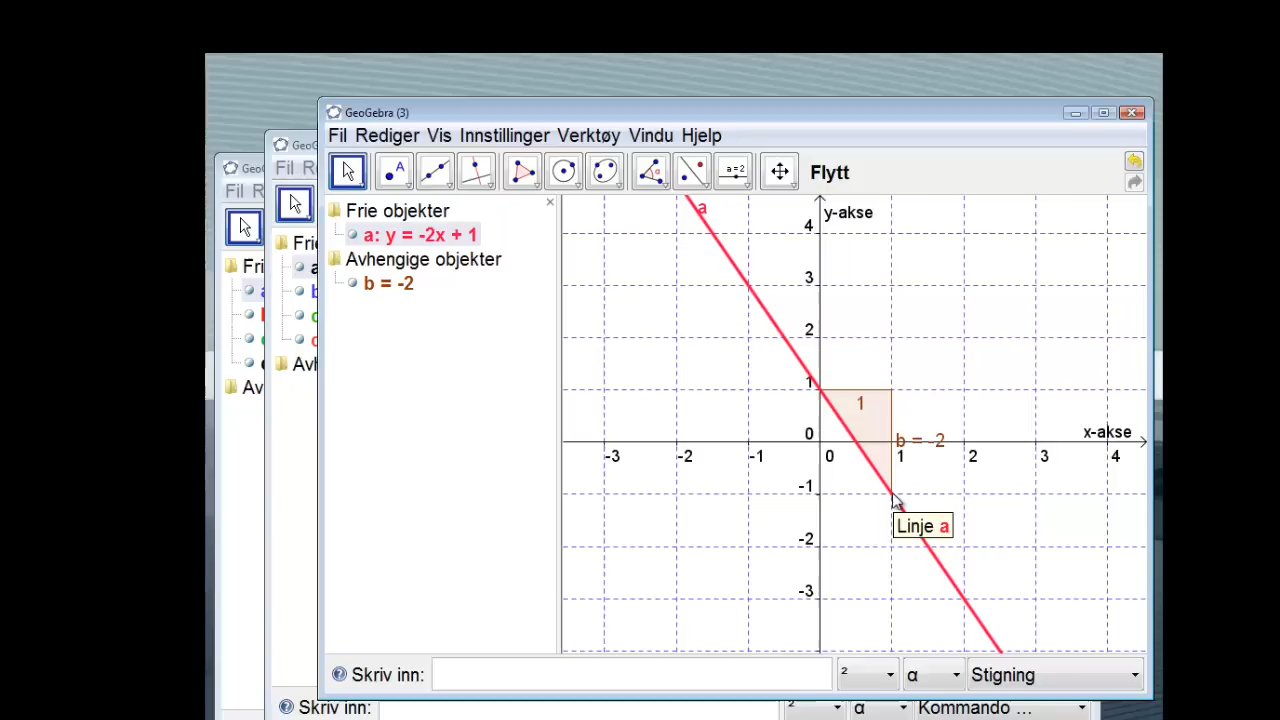 GeoGebra (3)
Fil Rediger Vis Innstillinger Verktøy Vindu Hjelp
A
α
a=2
Flytt
Frie objekter
a: y = -2x + 1
Avhengige objekter
b = -2
a
y-akse
4
3
2
1
0
-1
-2
-3
x-akse
-3 -2 -1 0 1 2 3 4
1
b = -2
Linje a
Skriv inn:
²
α
Stigning
Fil
Fil
Av
Skriv inn:
²
α
Kommando ...